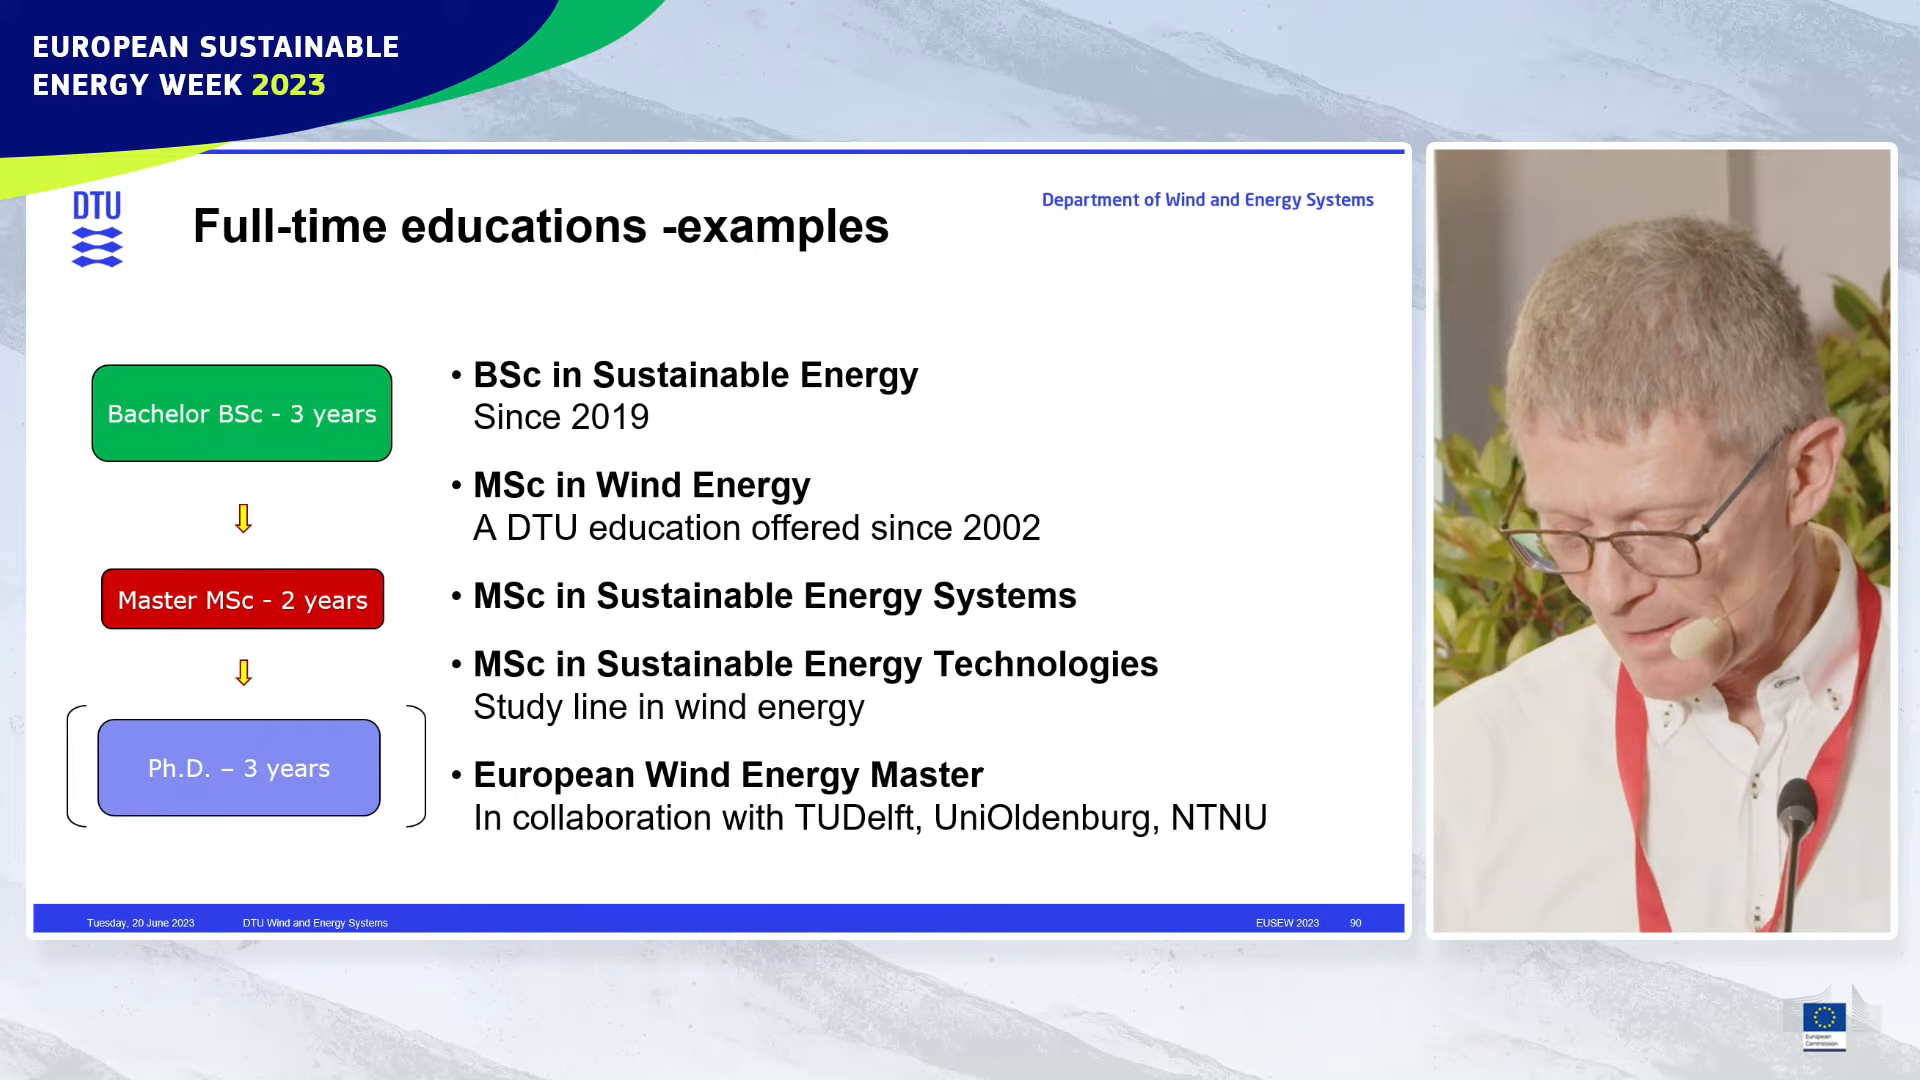 EUROPEAN SUSTAINABLE
ENERGY WEEK 2023
DTU
Department of Wind and Energy Systems
Full-time educations -examples
Bachelor BSc - 3 years
Master MSc - 2 years
Ph.D. – 3 years
• BSc in Sustainable Energy
Since 2019
• MSc in Wind Energy
A DTU education offered since 2002
• MSc in Sustainable Energy Systems
• MSc in Sustainable Energy Technologies
Study line in wind energy
• European Wind Energy Master
In collaboration with TUDelft, UniOldenburg, NTNU
Tuesday, 20 June 2023 DTU Wind and Energy Systems EUSEW 2023 90
European
Commission